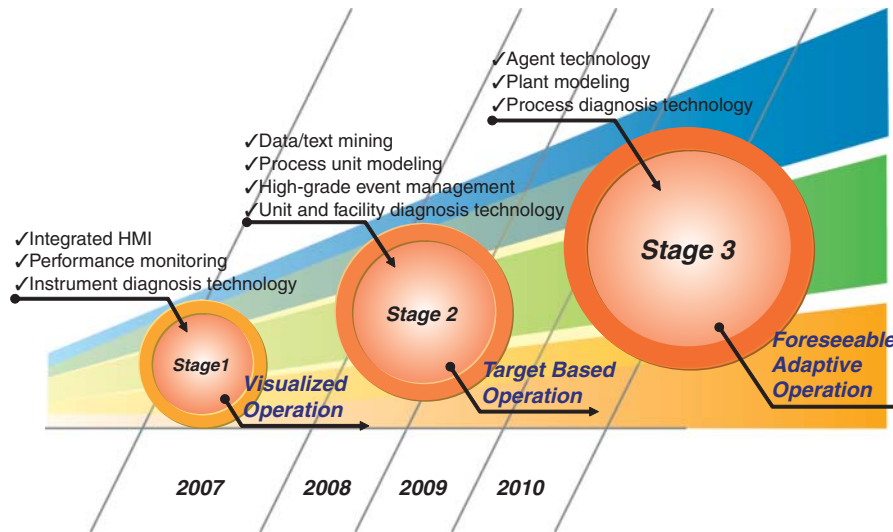 ✓Integrated HMI
✓Performance monitoring
✓Instrument diagnosis technology
Stage1
Visualized
Operation
✓Data/text mining
✓Process unit modeling
✓High-grade event management
✓Unit and facility diagnosis technology
Stage 2
Target Based
Operation
✓Agent technology
✓Plant modeling
✓Process diagnosis technology
Stage 3
Foreseeable
Adaptive
Operation
2007
2008
2009
2010